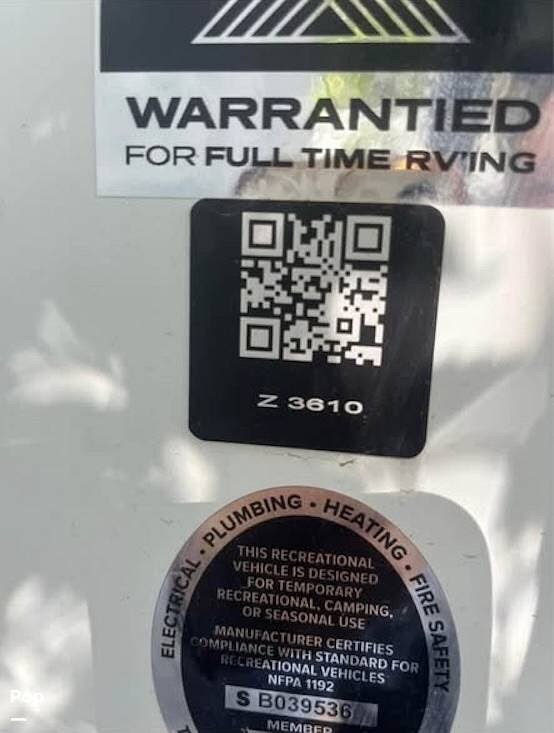 WARRANTIED
FOR FULL TIME RV'ING
Z 3610
ELECTRICAL • PLUMBING • HEATING • FIRE SAFETY
THIS RECREATIONAL
VEHICLE IS DESIGNED
FOR TEMPORARY
RECREATIONAL, CAMPING,
OR SEASONAL USE
MANUFACTURER CERTIFIES
COMPLIANCE WITH STANDARD FOR
RECREATIONAL VEHICLES
NFPA 1192
S B039536
MEMBER
Pop